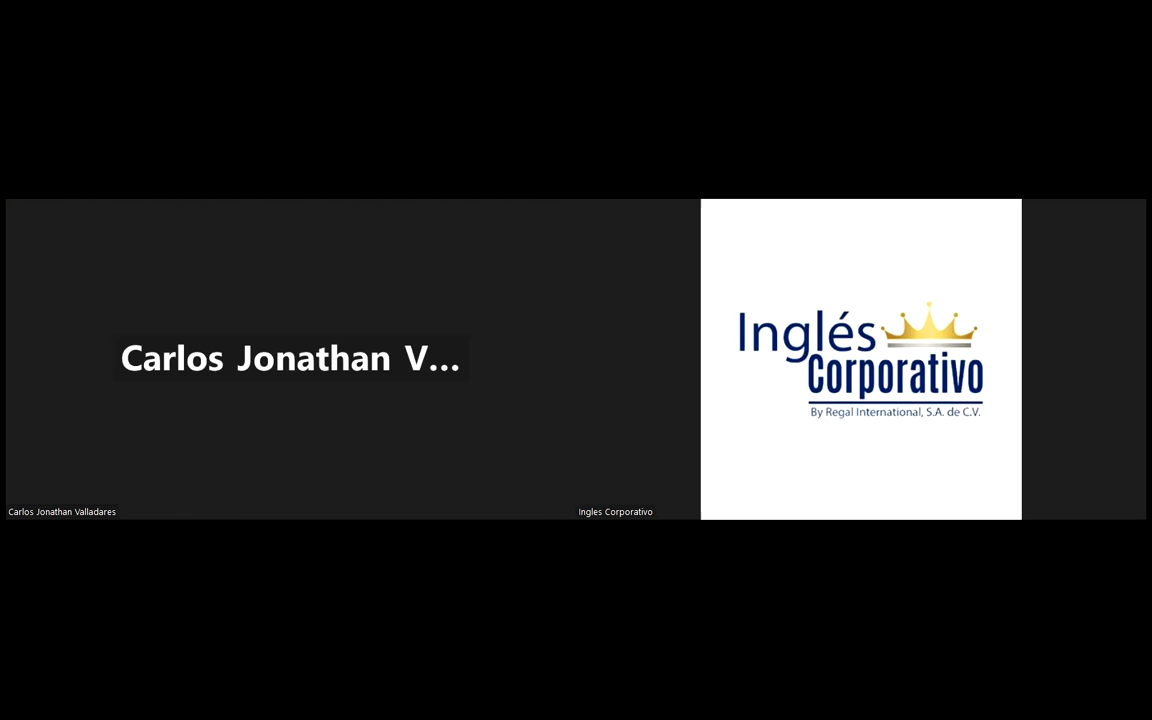 Carlos Jonathan V...
Carlos Jonathan Valladares
Inglés
Corporativo
By Regal International, S.A. de C.V.
Ingles Corporativo